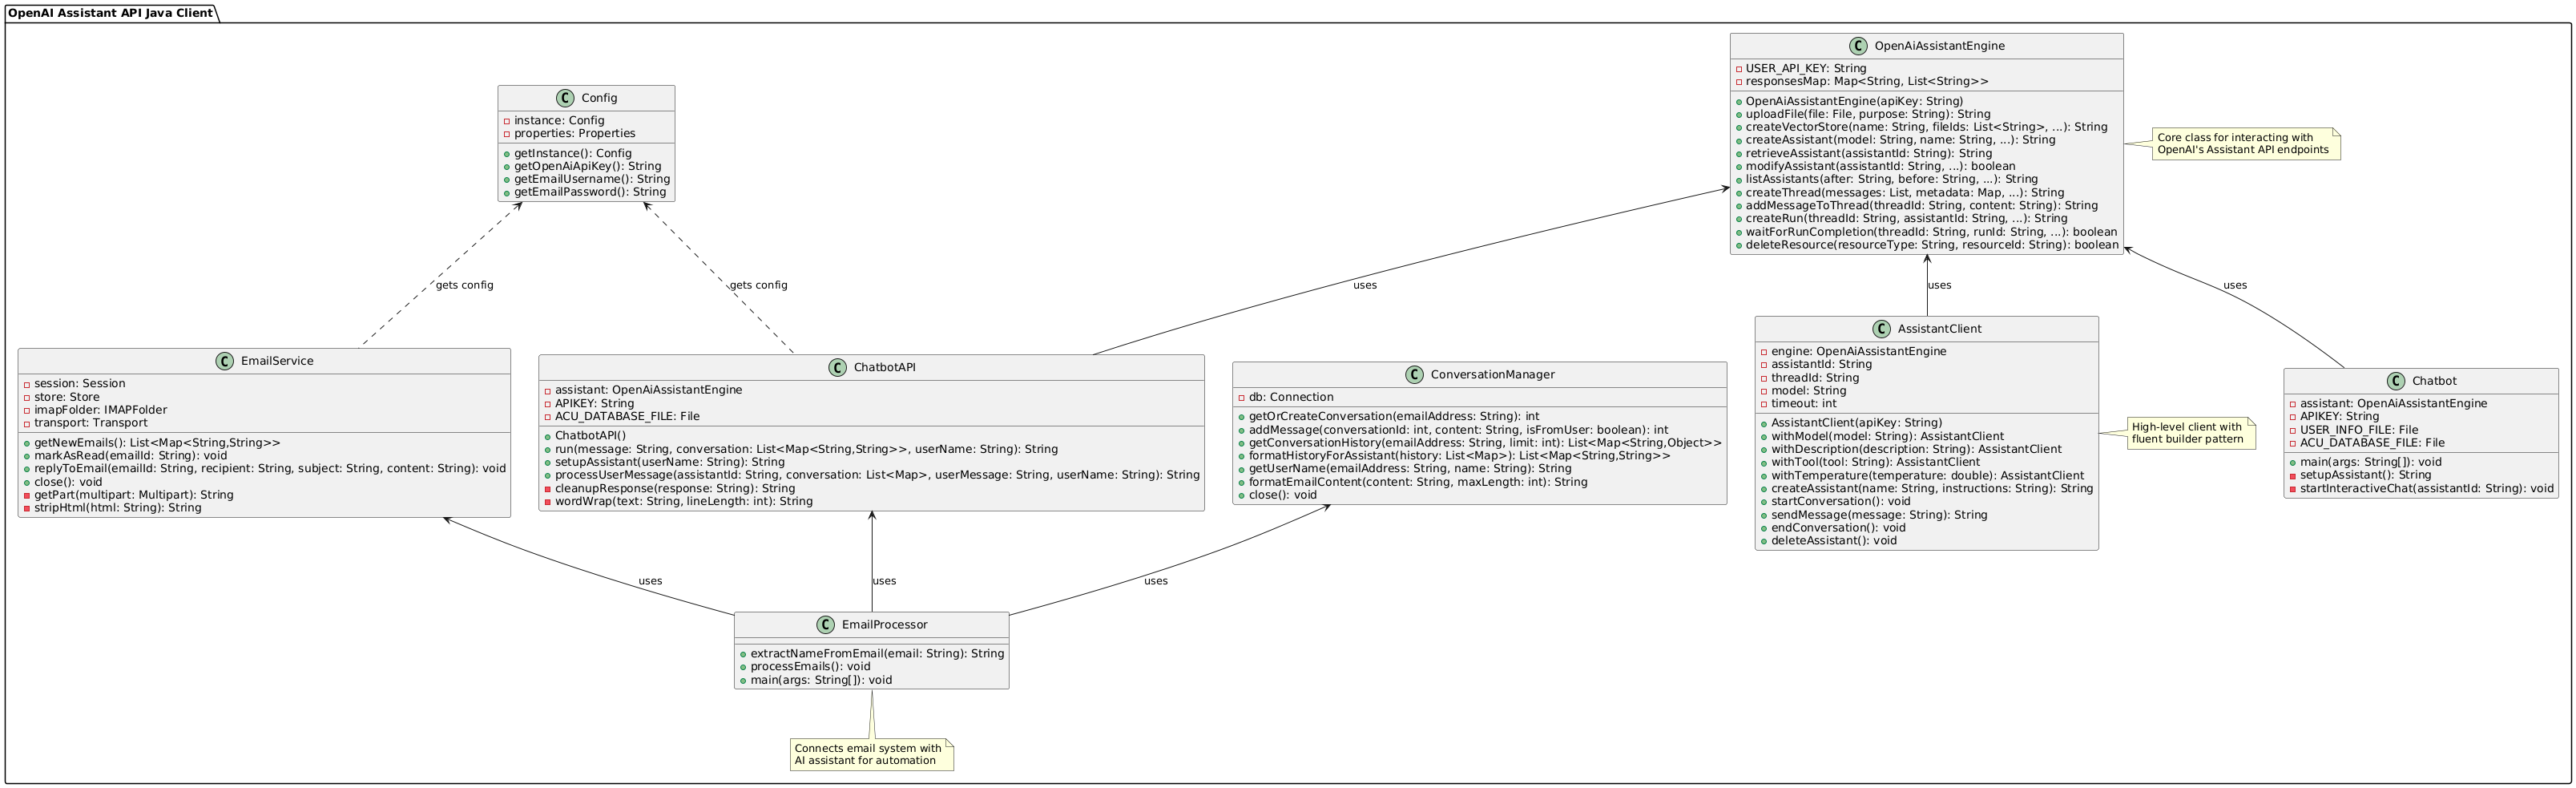 OpenAI Assistant API Java Client
OpenAiAssistantEngine
USER_API_KEY: String
responsesMap: Map<String, List<String>>
OpenAiAssistantEngine(apiKey: String)
uploadFile(file: File, purpose: String): String
createVectorStore(name: String, fileIds: List<String>, ...): String
createAssistant(model: String, name: String, ...): String
retrieveAssistant(assistantId: String): String
modifyAssistant(assistantId: String, ...): boolean
listAssistants(after: String, before: String, ...): String
createThread(messages: List, metadata: Map, ...): String
addMessageToThread(threadId: String, content: String): String
createRun(threadId: String, assistantId: String, ...): String
waitForRunCompletion(threadId: String, runId: String, ...): boolean
deleteResource(resourceType: String, resourceId: String): boolean
Core class for interacting with
OpenAI's Assistant API endpoints
Config
instance: Config
properties: Properties
getInstance(): Config
getOpenAiApiKey(): String
getEmailUsername(): String
getEmailPassword(): String
gets config
gets config
uses
uses
uses
EmailService
session: Session
store: Store
imapFolder: IMAPFolder
transport: Transport
getNewEmails(): List<Map<String,String>>
markAsRead(emailId: String): void
replyToEmail(emailId: String, recipient: String, subject: String, content: String): void
close(): void
getPart(multipart: Multipart): String
stripHtml(html: String): String
ChatbotAPI
assistant: OpenAiAssistantEngine
APIKEY: String
ACU_DATABASE_FILE: File
ChatbotAPI()
run(message: String, conversation: List<Map<String,String>>, userName: String): String
setupAssistant(userName: String): String
processUserMessage(assistantId: String, conversation: List<Map>, userMessage: String, userName: String): String
cleanupResponse(response: String): String
wordWrap(text: String, lineLength: int): String
ConversationManager
db: Connection
getOrCreateConversation(emailAddress: String): int
addMessage(conversationId: int, content: String, isFromUser: boolean): int
getConversationHistory(emailAddress: String, limit: int): List<Map<String,Object>>
formatHistoryForAssistant(history: List<Map>): List<Map<String,String>>
getUserName(emailAddress: String, name: String): String
formatEmailContent(content: String, maxLength: int): String
close(): void
AssistantClient
engine: OpenAiAssistantEngine
assistantId: String
threadId: String
model: String
timeout: int
AssistantClient(apiKey: String)
withModel(model: String): AssistantClient
withDescription(description: String): AssistantClient
withTool(tool: String): AssistantClient
withTemperature(temperature: double): AssistantClient
createAssistant(name: String, instructions: String): String
startConversation(): void
sendMessage(message: String): String
endConversation(): void
deleteAssistant(): void
High-level client with
fluent builder pattern
Chatbot
assistant: OpenAiAssistantEngine
APIKEY: String
USER_INFO_FILE: File
ACU_DATABASE_FILE: File
main(args: String[]): void
setupAssistant(): String
startInteractiveChat(assistantId: String): void
uses
uses
uses
EmailProcessor
extractNameFromEmail(email: String): String
processEmails(): void
main(args: String[]): void
Connects email system with
AI assistant for automation